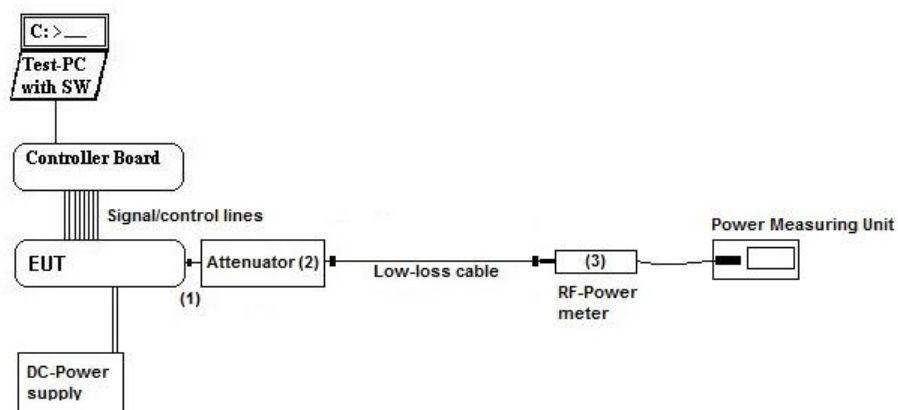 C:>__
Test-PC
with SW
Controller Board
Signal/control lines
EUT
(1)
Attenuator (2)
Low-loss cable
(3)
RF-Power
meter
Power Measuring Unit
DC-Power
supply